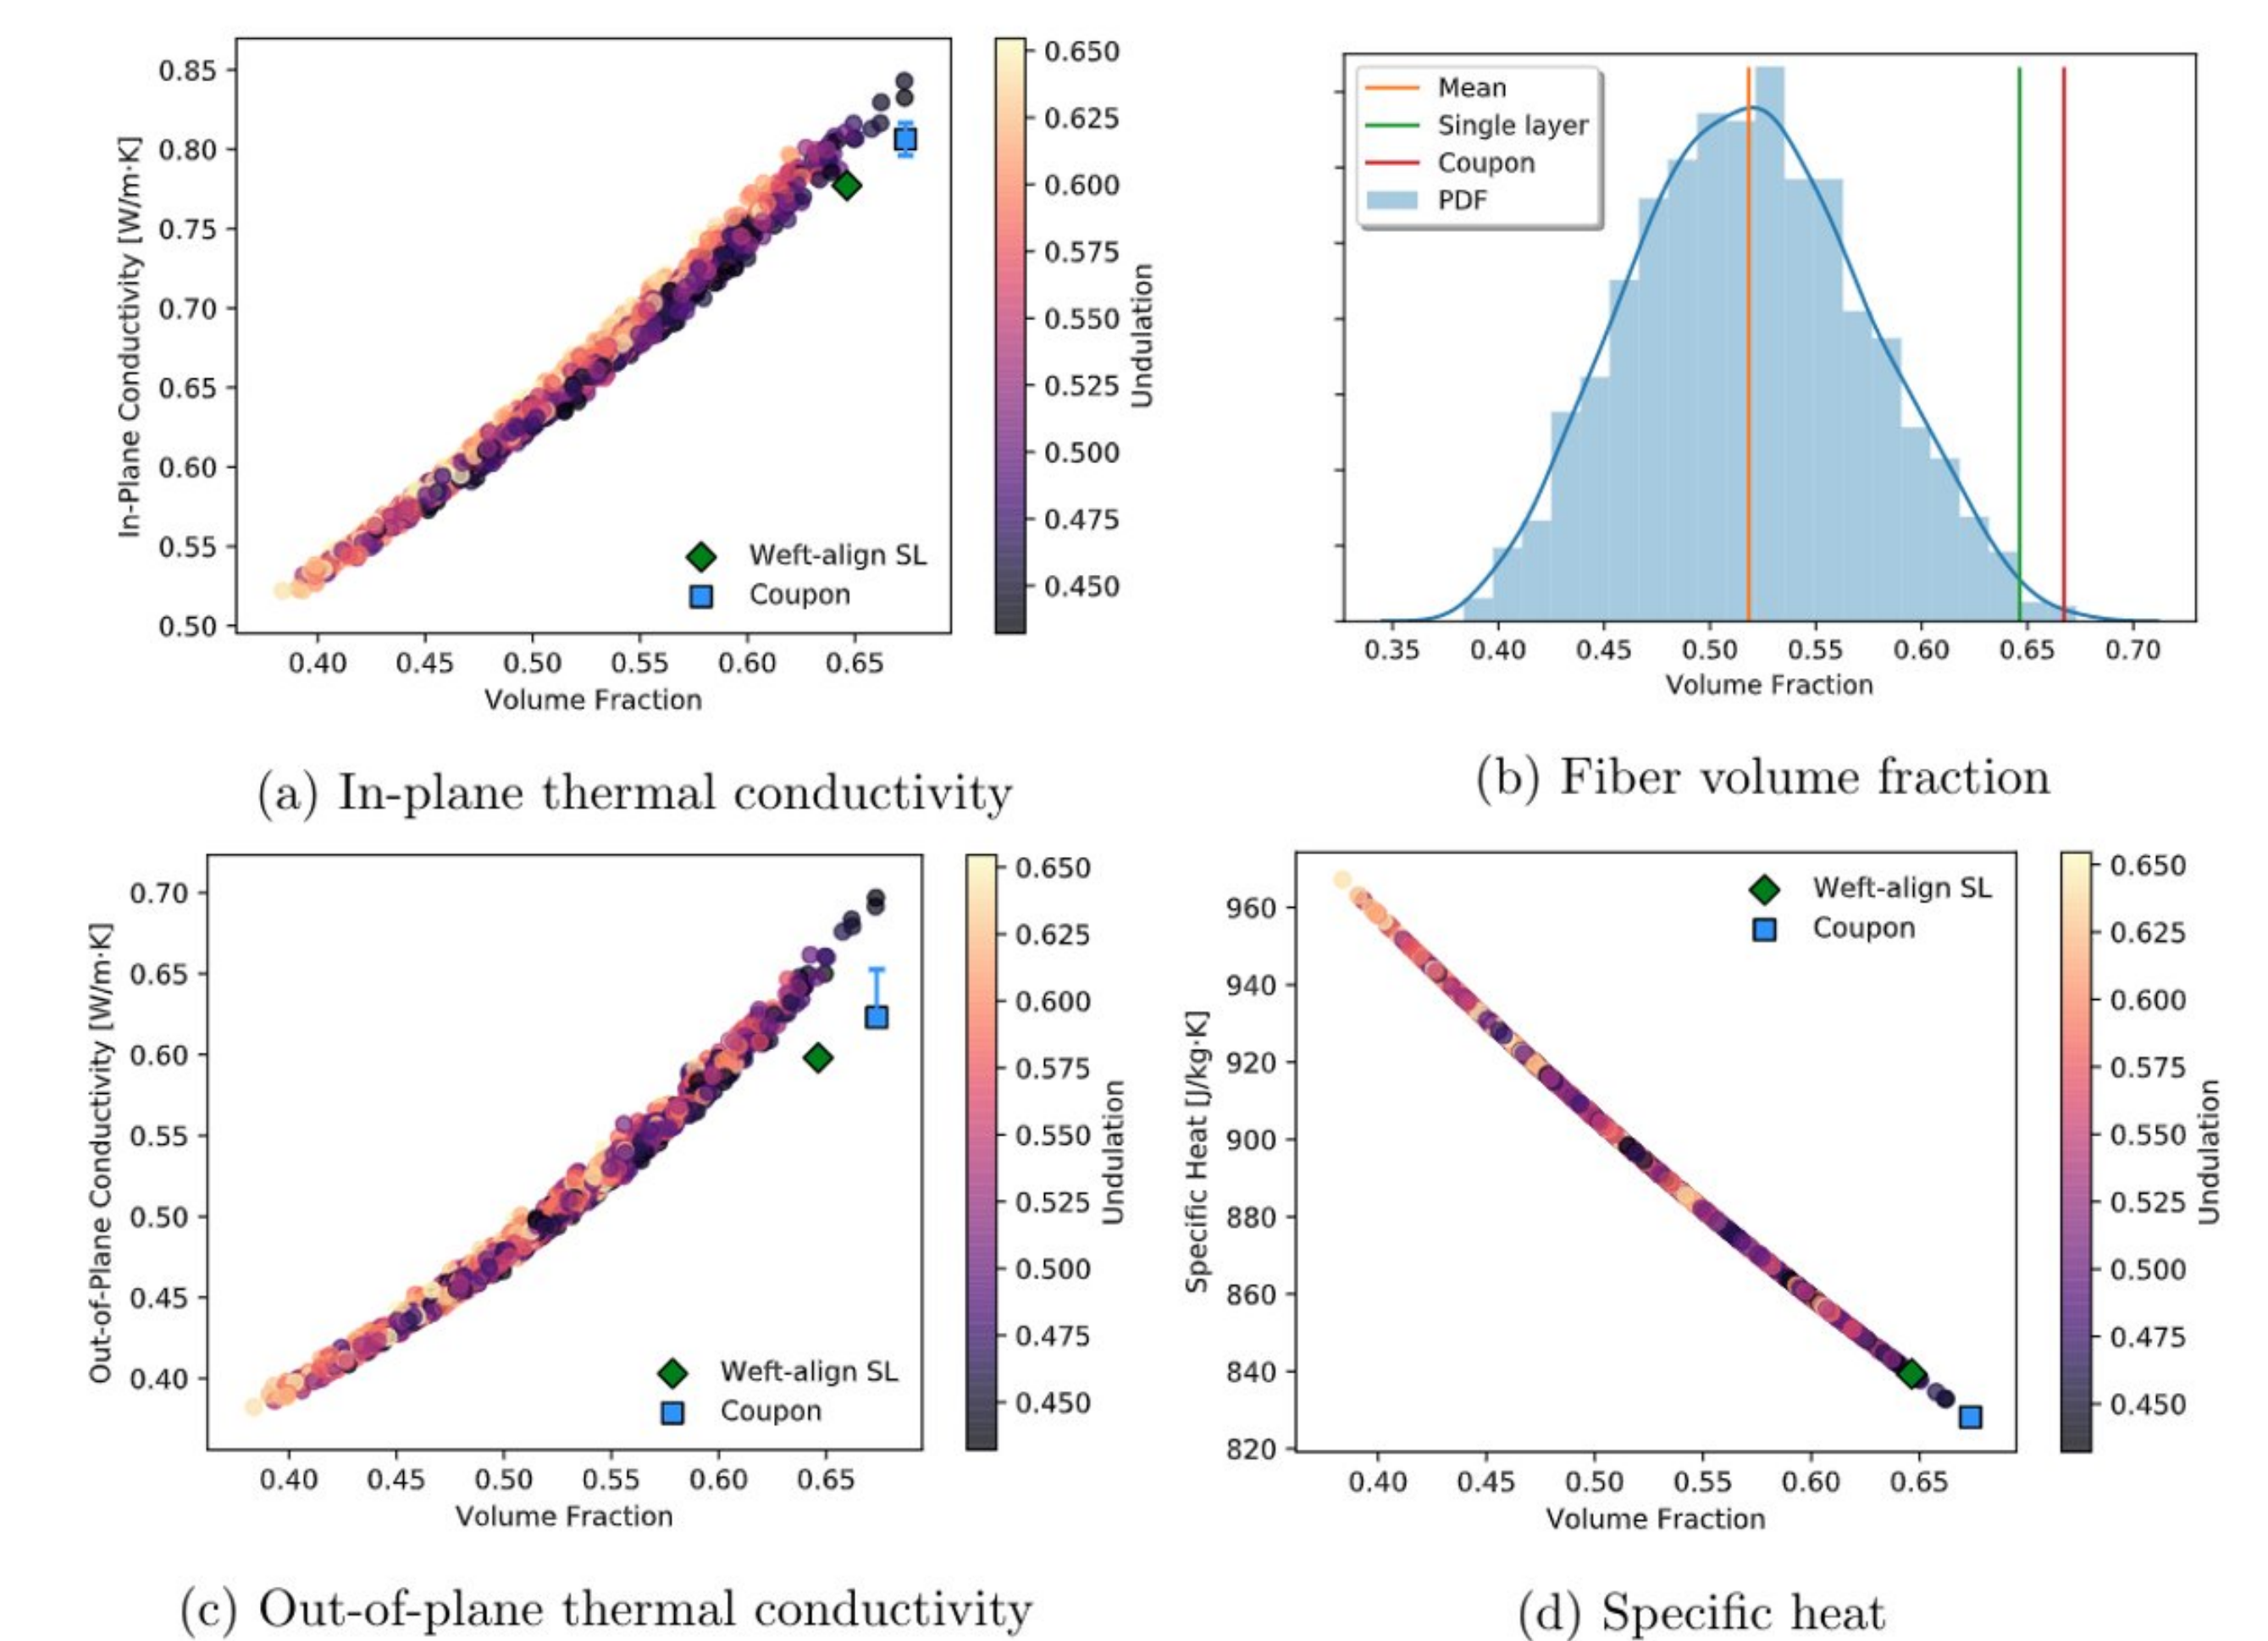 0.85
0.80
0.75
0.70
0.65
0.60
0.55
0.50
In-Plane Conductivity [W/m·K]
0.40 0.45 0.50 0.55 0.60 0.65
Volume Fraction
Weft-align SL
Coupon
0.650
0.625
0.600
0.575
0.550
0.525
0.500
0.475
0.450
Undulation
(a) In-plane thermal conductivity
Mean
Single layer
Coupon
PDF
0.35 0.40 0.45 0.50 0.55 0.60 0.65 0.70
Volume Fraction
(b) Fiber volume fraction
0.70
0.65
0.60
0.55
0.50
0.45
0.40
Out-of-Plane Conductivity [W/m·K]
0.40 0.45 0.50 0.55 0.60 0.65
Volume Fraction
Weft-align SL
Coupon
0.650
0.625
0.600
0.575
0.550
0.525
0.500
0.475
0.450
Undulation
(c) Out-of-plane thermal conductivity
960
940
920
900
880
860
840
820
Specific Heat [J/kg·K]
0.40 0.45 0.50 0.55 0.60 0.65
Volume Fraction
Weft-align SL
Coupon
0.650
0.625
0.600
0.575
0.550
0.525
0.500
0.475
0.450
Undulation
(d) Specific heat